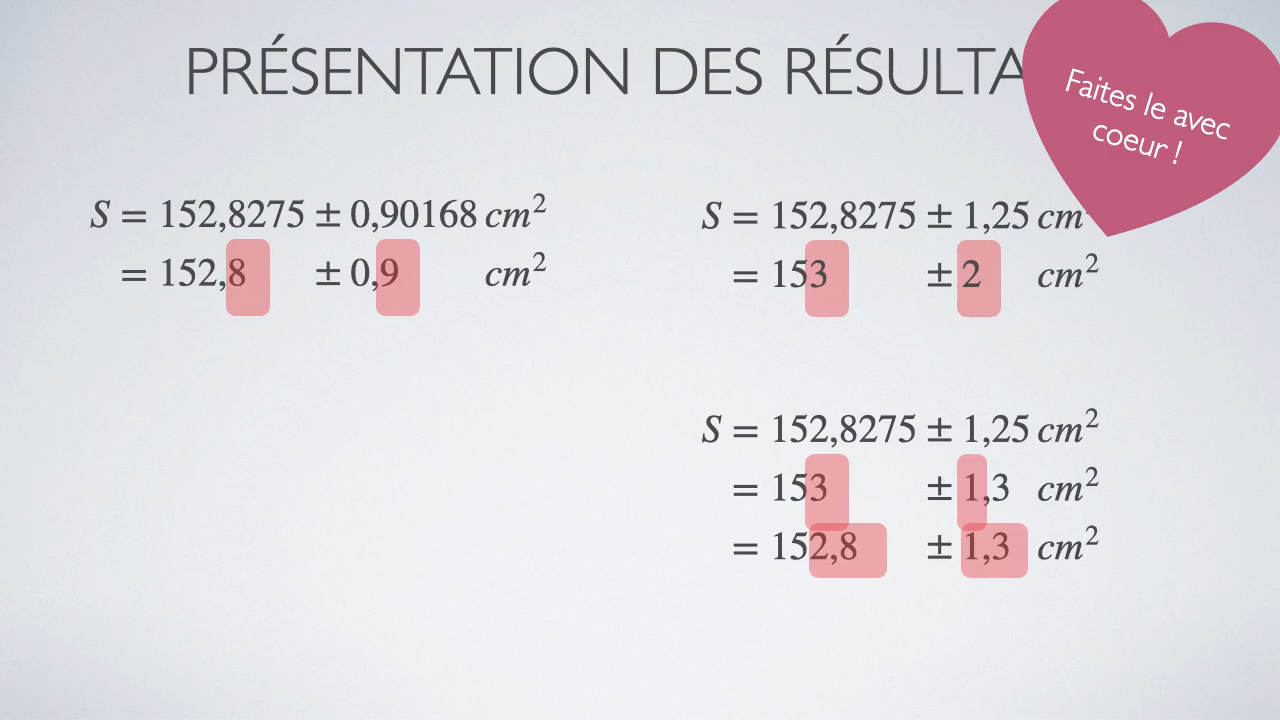 PRÉSENTATION DES RÉSULTA
Faites le avec
coeur !
S = 152,8275 ± 0,90168 cm²
= 152,8 ± 0,9 cm²
S = 152,8275 ± 1,25 cm
= 153 ± 2 cm²
S = 152,8275 ± 1,25 cm²
= 153 ± 1,3 cm²
= 152,8 ± 1,3 cm²